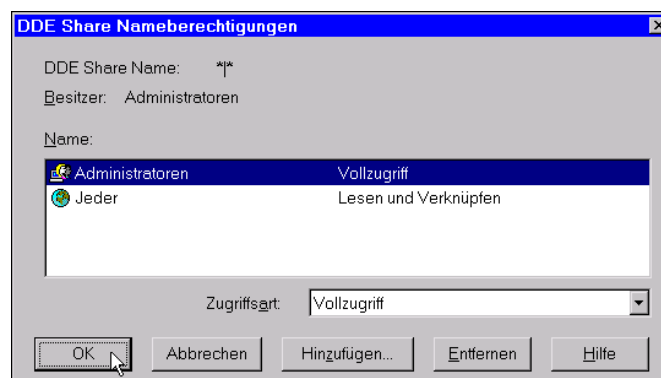 DDE Share Nameberechtigungen
DDE Share Name: *|*
Besitzer: Administratoren
Name:
Administratoren Vollzugriff
Jeder Lesen und Verknüpfen
Zugriffsart: Vollzugriff
OK Abbrechen Hinzufügen... Entfernen Hilfe